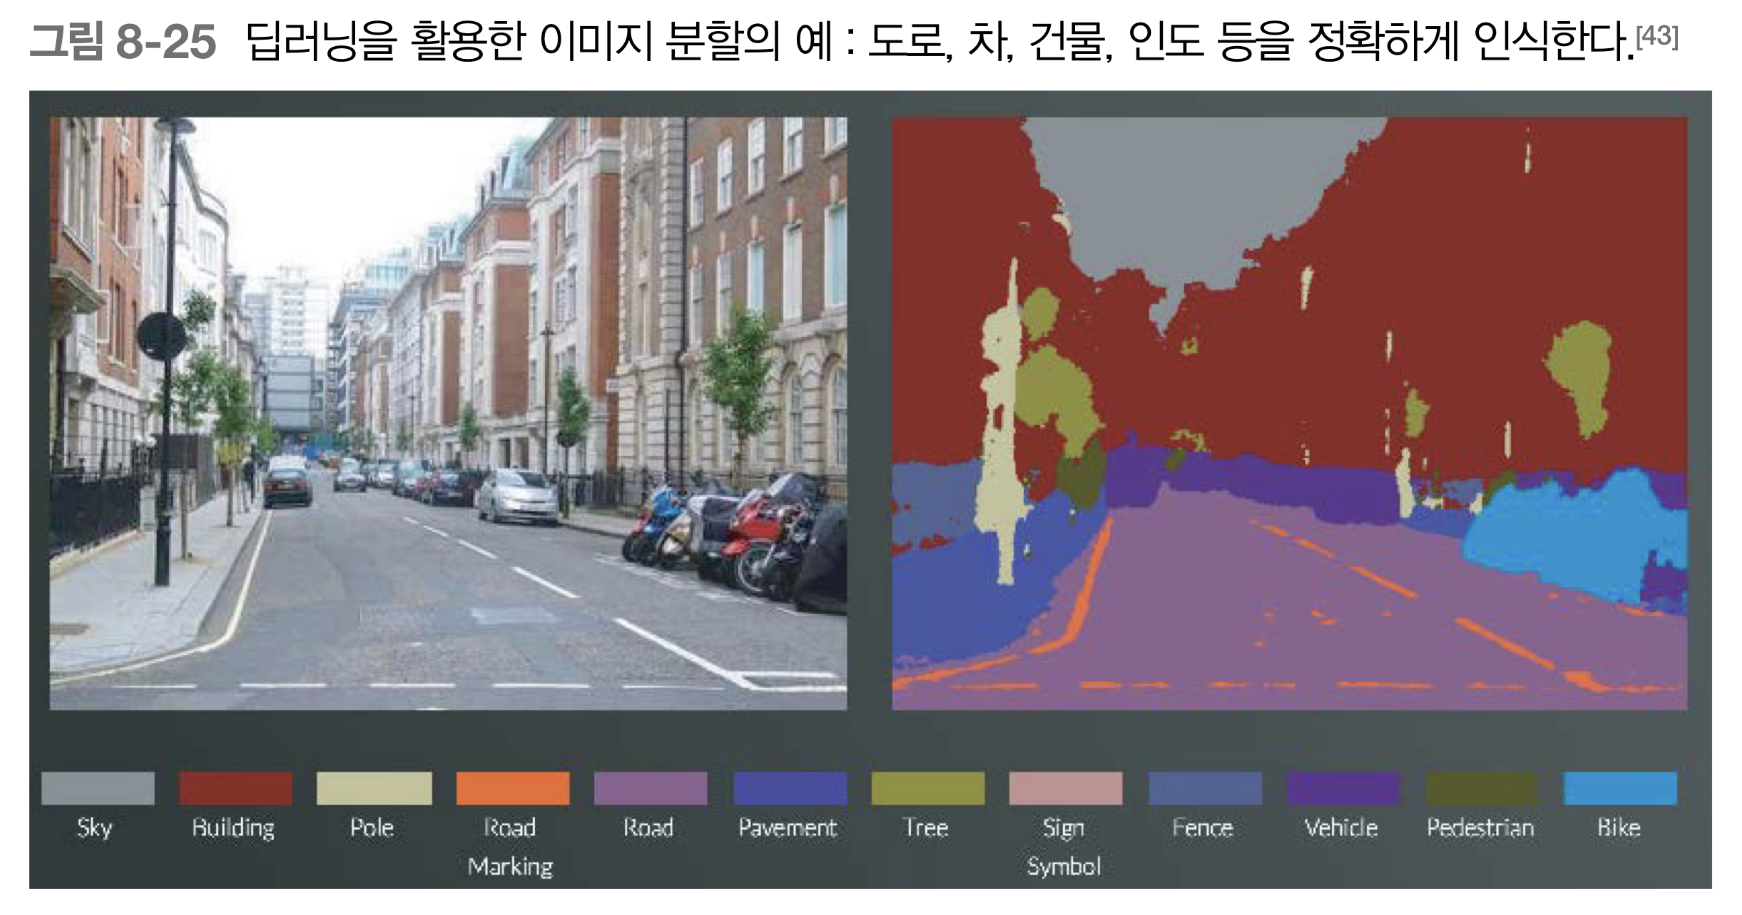 그림 8-25 딥러닝을 활용한 이미지 분할의 예 : 도로, 차, 건물, 인도 등을 정확하게 인식한다.[43]
Sky Building Pole Road Marking Road Pavement Tree Sign Symbol Fence Vehicle Pedestrian Bike